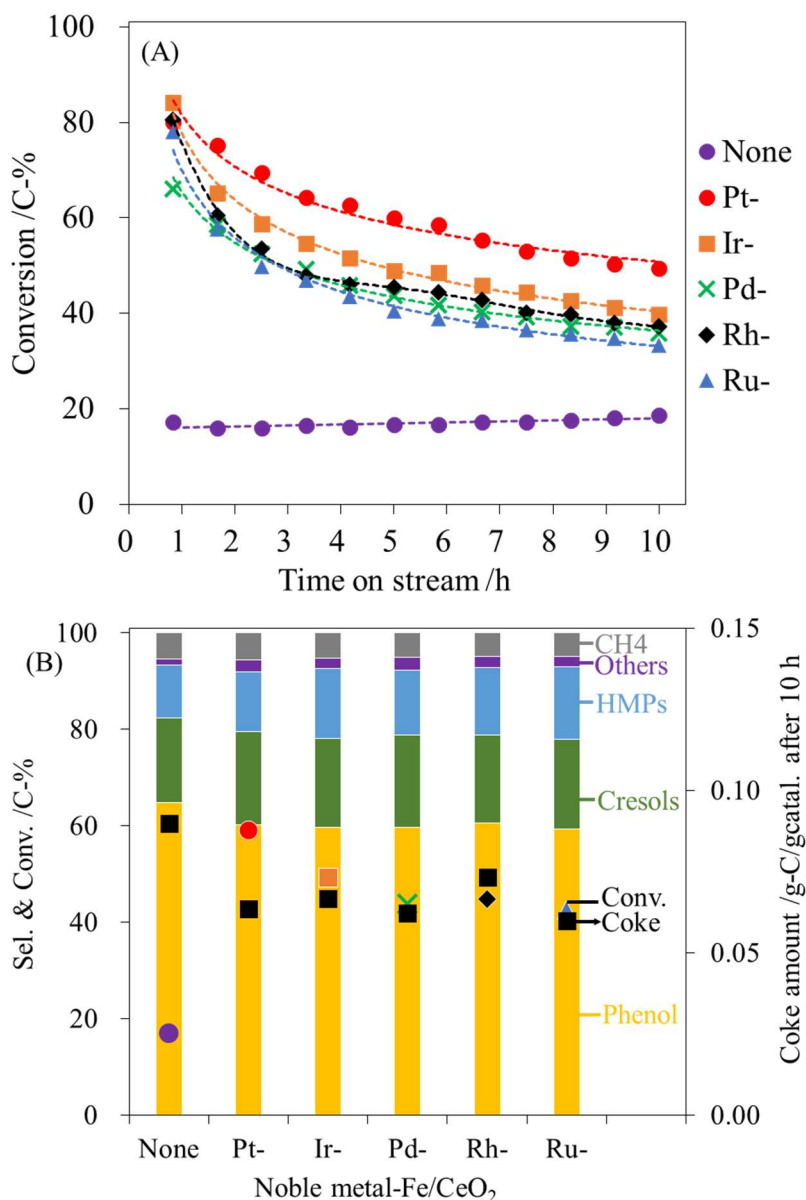 (A)
100
80
60
40
20
0
Conversion /C-%
0 1 2 3 4 5 6 7 8 9 10
Time on stream /h
None
Pt-
Ir-
Pd-
Rh-
Ru-
(B)
100
80
60
40
20
0
Sel. & Conv. /C-%
CH4
Others
HMPs
Cresols
Conv.
Coke
Phenol
0.15
0.10
0.05
0.00
Coke amount /g-C/gcatal. after 10 h
None Pt- Ir- Pd- Rh- Ru-
Noble metal-Fe/CeO₂